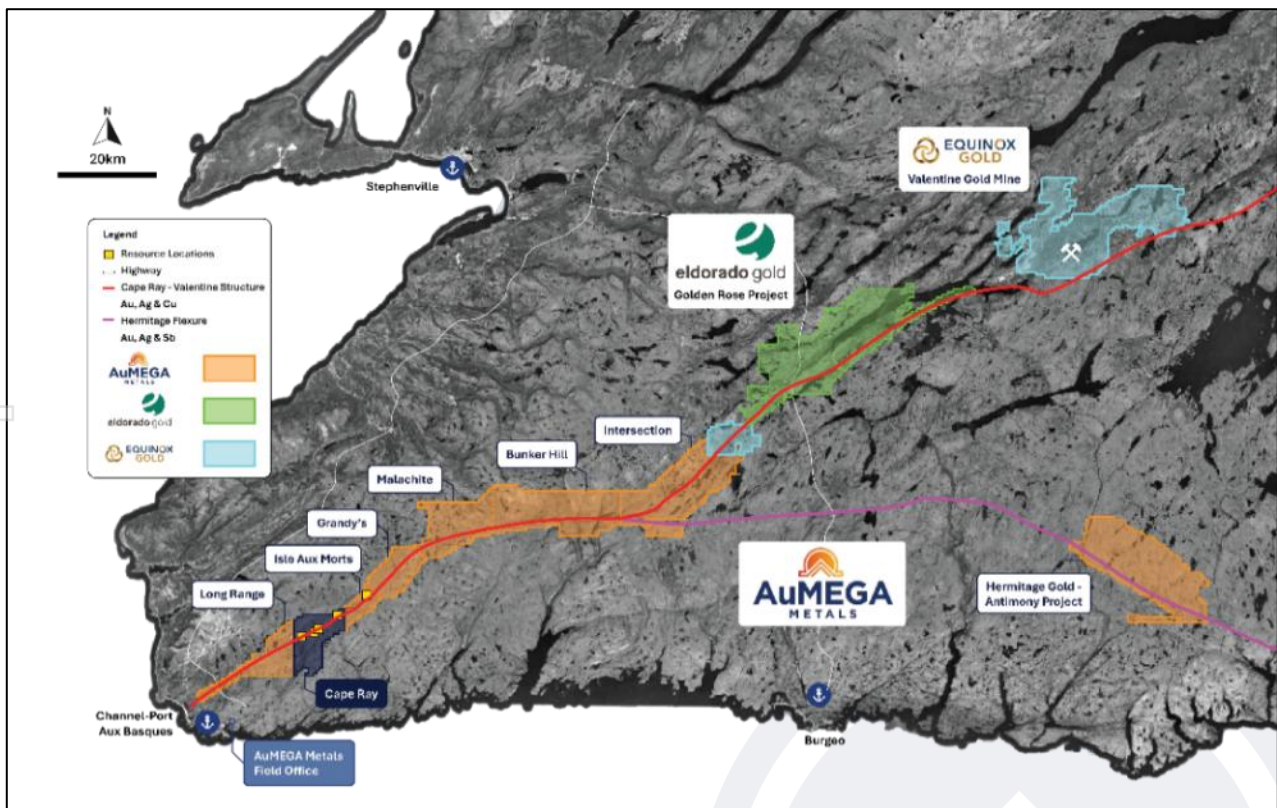 N
20km
Stephenville
EQUINOX
GOLD
Valentine Gold Mine
eldorado gold
Golden Rose Project
Legend
Resource Locations
Highway
Cape Ray - Valentine Structure
Au, Ag & Cu
Hermitage Flexure
Au, Ag & Sb
AuMEGA
METALS
eldorado gold
EQUINOX
GOLD
Intersection
Bunker Hill
Malachite
Grandy's
Isle Aux Morts
Long Range
Cape Ray
AuMEGA
METALS
Hermitage Gold -
Antimony Project
Channel-Port
Aux Basques
AuMEGA Metals
Field Office
Burgeo